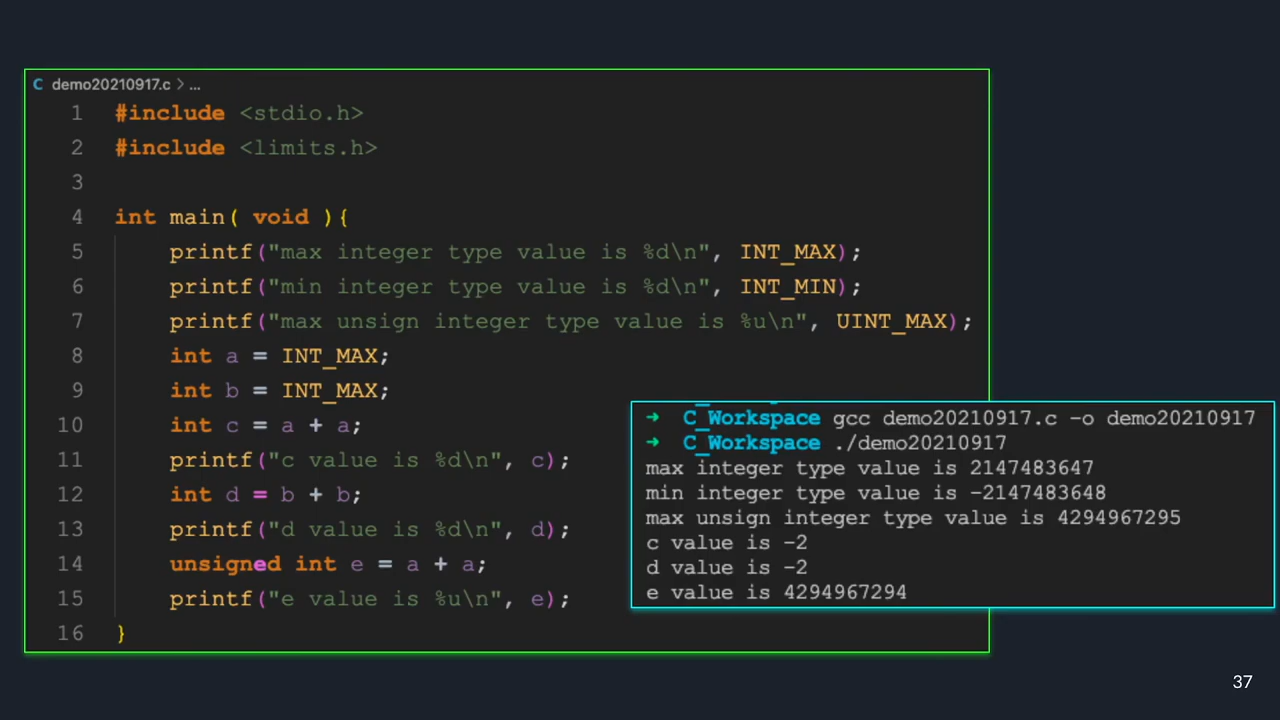 C demo20210917.c > ...
1 #include <stdio.h>
2 #include <limits.h>
3
4 int main( void ){
5 printf("max integer type value is %d\n", INT_MAX);
6 printf("min integer type value is %d\n", INT_MIN);
7 printf("max unsign integer type value is %u\n", UINT_MAX);
8 int a = INT_MAX;
9 int b = INT_MAX;
10 int c = a + a;
11 printf("c value is %d\n", c);
12 int d = b + b;
13 printf("d value is %d\n", d);
14 unsigned int e = a + a;
15 printf("e value is %u\n", e);
16 }
➜ C_Workspace gcc demo20210917.c -o demo20210917
➜ C_Workspace ./demo20210917
max integer type value is 2147483647
min integer type value is -2147483648
max unsign integer type value is 4294967295
c value is -2
d value is -2
e value is 4294967294
37